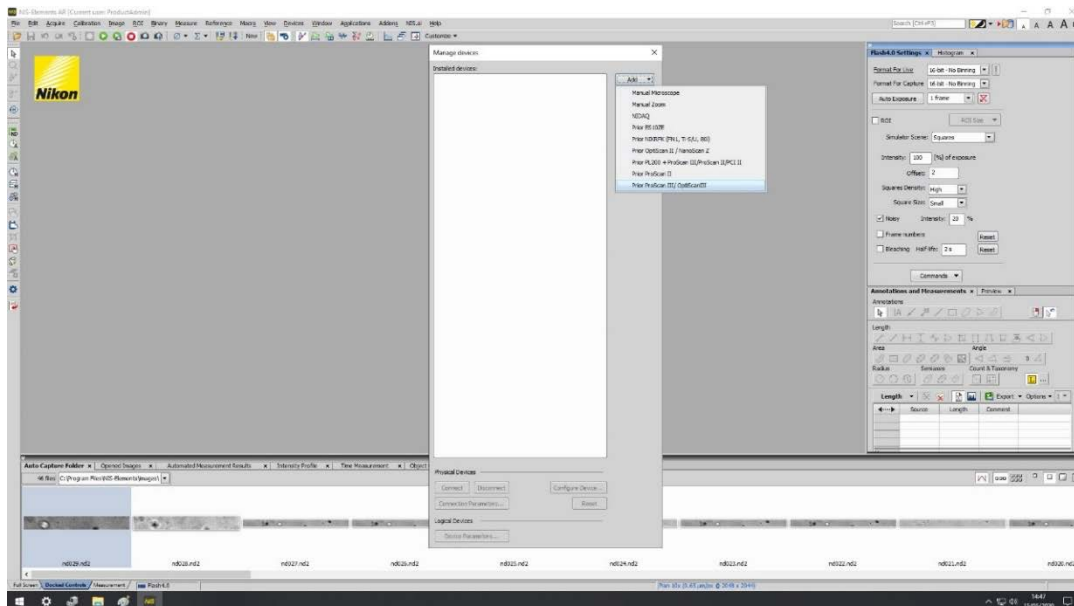 NIS-Elements AR [Current user: ProductAdmin]
File Edit Acquire Calibration Image ROI Binary Measure Reference Macro View Devices Window Applications Addons NIS.ai Help
Search [Ctrl+F3]
Customize
Nikon
Manage devices
Installed devices:
Add
Manual Microscope
Manual Zoom
NIDAQ
Prior ES10ZE
Prior OptiScan II / NanoScan Z
Prior PL200 + ProScan III/ProScan II/PCI II
Prior ProScan II
Prior ProScan III/ OptiScanIII
Physical Devices
Connect Disconnect Configure Device...
Connection Parameters... Reset
Logical Devices
Device Parameters...
Flash4.0 Settings Histogram
Format For Live 16-bit - No Binning
Format For Capture 16-bit - No Binning
Auto Exposure 1 frame
ROI ROI Size
Simulator Scene: Squares
Intensity: 100 [%] of exposure
Offset: 2
Squares Density: High
Square Size: Small
Noisy Intensity: 20 %
Frame numbers Reset
Bleaching Half life: 2 s Reset
Commands
Annotations and Measurements Preview
Annotations
Length
Area Angle
Radius Semiaxes Count & Taxonomy
Length Export Options
Source Length Comment
Auto Capture Folder Opened Images Automated Measurement Results Intensity Profile Time Measurement Object
46 files C:\Program Files\NIS-Elements\Images\
nd029.nd2 nd028.nd2 nd027.nd2 nd026.nd2 nd025.nd2 nd024.nd2 nd023.nd2 nd022.nd2 nd021.nd2 nd020.nd2
Full Screen Docked Controls Measurement Flash4.0
14:47